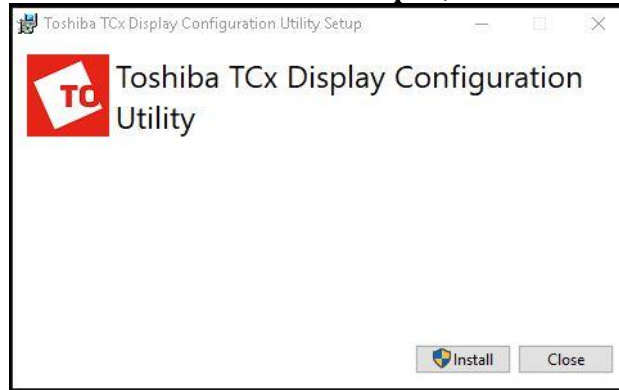 Toshiba TCx Display Configuration Utility Setup
TC
Toshiba TCx Display Configuration
Utility
Install
Close